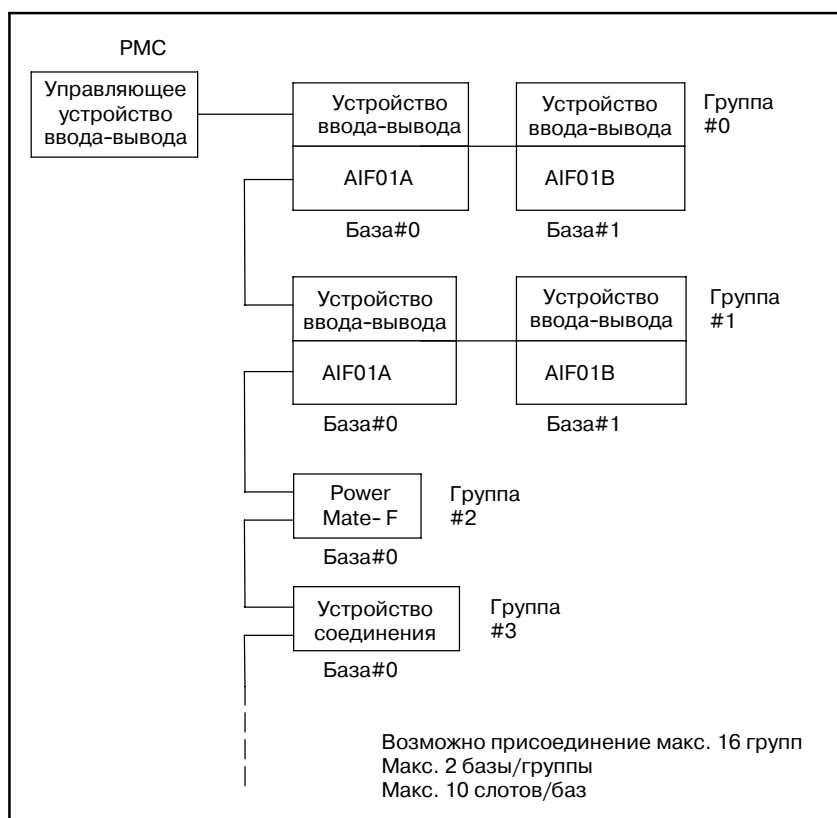 PMC
Управляющее
устройство
ввода-вывода
Устройство
ввода-вывода
Устройство
ввода-вывода
Группа
#0
AIF01A
AIF01B
База#0
База#1
Устройство
ввода-вывода
Устройство
ввода-вывода
Группа
#1
AIF01A
AIF01B
База#0
База#1
Power
Mate- F
Группа
#2
База#0
Устройство
соединения
Группа
#3
База#0
Возможно присоединение макс. 16 групп
Макс. 2 базы/группы
Макс. 10 слотов/баз